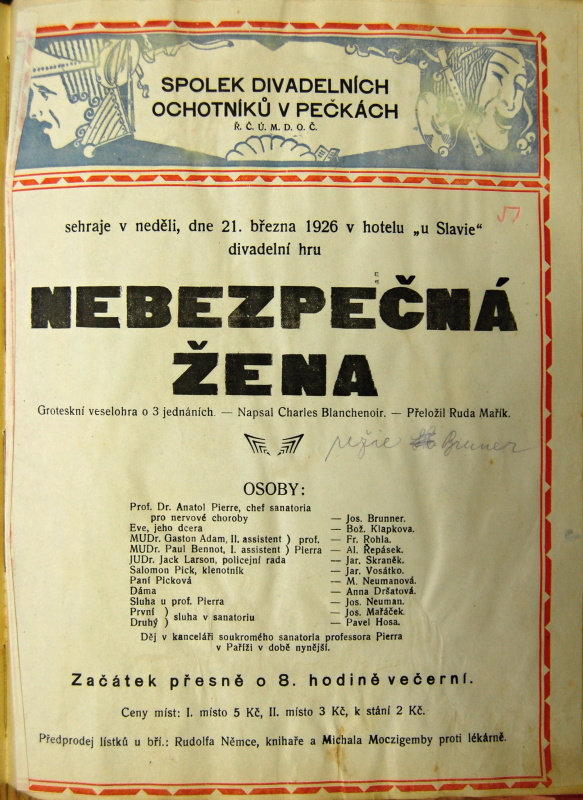 SPOLEK DIVADELNÍCH
OCHOTNÍKŮ V PEČKÁCH
Ř. Č. Ú. M. D. O. Č.
sehraje v neděli, dne 21. března 1926 v hotelu „u Slavie“
divadelní hru
NEBEZPEČNÁ
ŽENA
Groteskní veselohra o 3 jednáních. — Napsal Charles Blanchenoir. — Přeložil Ruda Mařík.
režie Brunner
OSOBY:
Prof. Dr. Anatol Pierre, chef sanatoria
pro nervové choroby — Jos. Brunner.
Eve, jeho dcera — Bož. Klapkova.
MUDr. Gaston Adam, II. assistent ) prof. — Fr. Rohla.
MUDr. Paul Bennot, I. assistent ) Pierra — Al. Řepásek.
JUDr. Jack Larson, policejní rada — Jar. Skraněk.
Salomon Pick, klenotník — Jar. Vosátko.
Paní Picková — M. Neumanová.
Dáma — Anna Dršatová.
Sluha u prof. Pierra — Jos. Neuman.
První ) sluha v sanatoriu — Jos. Mařáček.
Druhý ) — Pavel Hosa.
Děj v kanceláři soukromého sanatoria professora Pierra
v Paříži v době nynější.
Začátek přesně o 8. hodině večerní.
Ceny míst: I. místo 5 Kč, II. místo 3 Kč, k stání 2 Kč.
Předprodej lístků u bří.: Rudolfa Němce, knihaře a Michala Moczigemby proti lékárně.